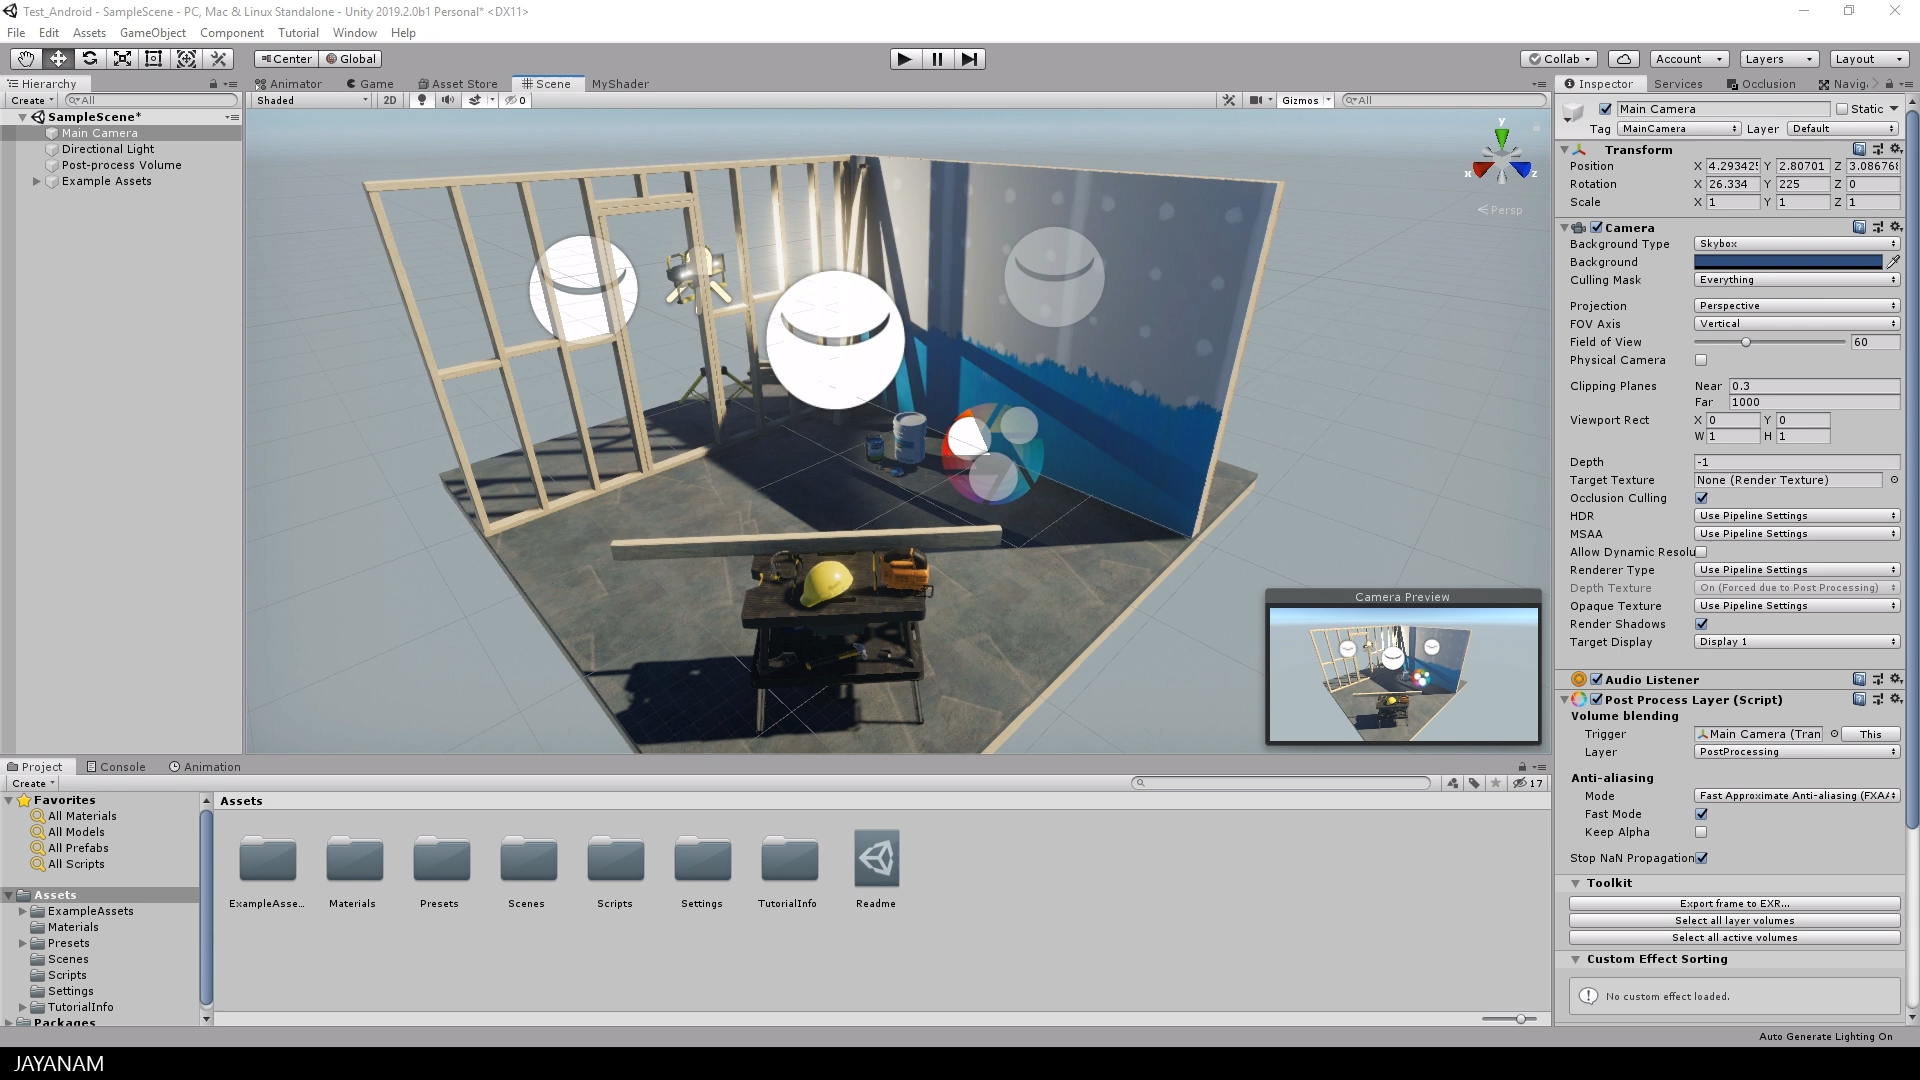 Test_Android - SampleScene - PC, Mac & Linux Standalone - Unity 2019.2.0b1 Personal* <DX11>
File Edit Assets GameObject Component Tutorial Window Help
Center Global
Collab Account Layers Layout
Hierarchy
Create All
SampleScene*
Main Camera
Directional Light
Post-process Volume
Example Assets
Animator Game Asset Store Scene MyShader
Shaded 2D 0 Gizmos All
y
x z
Persp
Camera Preview
Inspector Services Occlusion Navig
Main Camera Static
Tag MainCamera Layer Default
Transform
Position X 4.293425 Y 2.80701 Z 3.086768
Rotation X 26.334 Y 225 Z 0
Scale X 1 Y 1 Z 1
Camera
Background Type Skybox
Background
Culling Mask Everything
Projection Perspective
FOV Axis Vertical
Field of View 60
Physical Camera
Clipping Planes Near 0.3
Far 1000
Viewport Rect X 0 Y 0
W 1 H 1
Depth -1
Target Texture None (Render Texture)
Occlusion Culling
HDR Use Pipeline Settings
MSAA Use Pipeline Settings
Allow Dynamic Resolu
Renderer Type Use Pipeline Settings
Depth Texture On (Forced due to Post Processing)
Opaque Texture Use Pipeline Settings
Render Shadows
Target Display Display 1
Audio Listener
Post Process Layer (Script)
Volume blending
Trigger Main Camera (Tran This
Layer PostProcessing
Anti-aliasing
Mode Fast Approximate Anti-aliasing (FXAA
Fast Mode
Keep Alpha
Stop NaN Propagation
Toolkit
Export frame to EXR...
Select all layer volumes
Select all active volumes
Custom Effect Sorting
No custom effect loaded.
Project Console Animation
Create 17
Favorites
All Materials
All Models
All Prefabs
All Scripts
Assets
ExampleAssets
Materials
Presets
Scenes
Scripts
Settings
TutorialInfo
Packages
Assets
ExampleAsse... Materials Presets Scenes Scripts Settings TutorialInfo Readme
Auto Generate Lighting On
JAYANAM